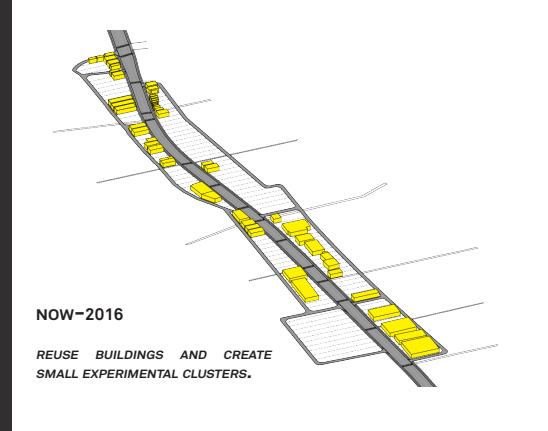 NOW–2016
REUSE BUILDINGS AND CREATE
SMALL EXPERIMENTAL CLUSTERS.